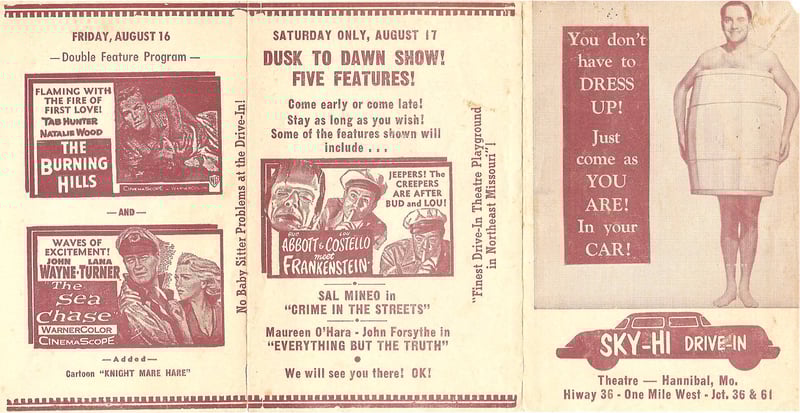 FRIDAY, AUGUST 16
—Double Feature Program—
FLAMING WITH
THE FIRE OF
FIRST LOVE!
TAB HUNTER
NATALIE WOOD
THE
BURNING
HILLS
CINEMASCOPE and WARNERCOLOR
WB
—AND—
WAVES OF
EXCITEMENT!
JOHN LANA
WAYNE·TURNER
"The
Sea
Chase"
WARNERCOLOR
CINEMASCOPE
—Added—
Cartoon "KNIGHT MARE HARE"
No Baby Sitter Problems at the Drive-In!
SATURDAY ONLY, AUGUST 17
DUSK TO DAWN SHOW!
FIVE FEATURES!
Come early or come late!
Stay as long as you wish!
Some of the features shown will
include . . .
JEEPERS! THE
CREEPERS
ARE AFTER
BUD and LOU!
BUD LOU
ABBOTT & COSTELLO
meet
FRANKENSTEIN
SAL MINEO in
"CRIME IN THE STREETS"
Maureen O'Hara - John Forsythe in
"EVERYTHING BUT THE TRUTH"
We will see you there! OK!
"Finest Drive-In Theatre Playground
in Northeast Missouri"!
You don't
have to
DRESS
UP!
Just
come as
YOU
ARE!
In your
CAR!
SKY-HI DRIVE-IN
Theatre — Hannibal, Mo.
Hiway 36 - One Mile West - Jct. 36 & 61